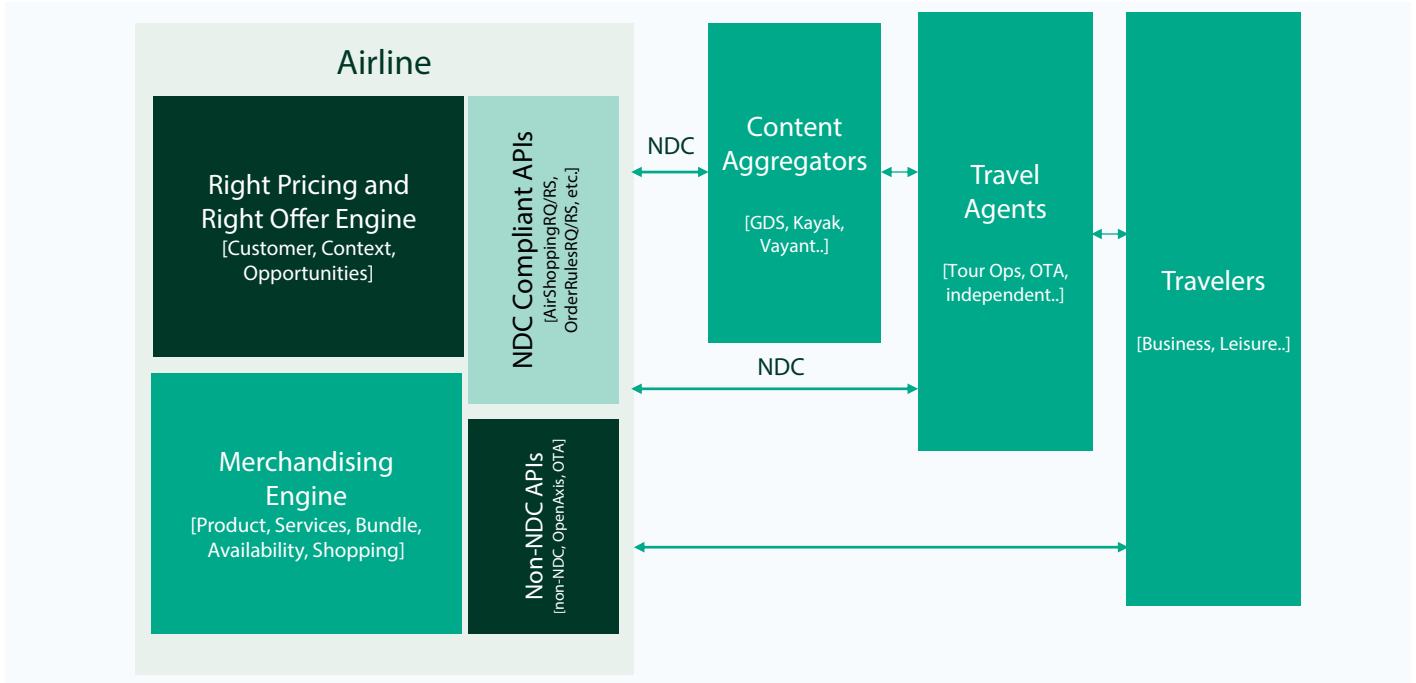 Airline
Right Pricing and
Right Offer Engine
[Customer, Context,
Opportunities]
NDC Compliant APIs
[AirShoppingRQ/RS,
OrderRulesRQ/RS, etc.]
Merchandising
Engine
[Product, Services, Bundle,
Availability, Shopping]
Non-NDC APIs
[non-NDC, OpenAxis, OTA]
NDC
NDC
Content
Aggregators
[GDS, Kayak,
Vayant..]
Travel
Agents
[Tour Ops, OTA,
independent..]
Travelers
[Business, Leisure..]